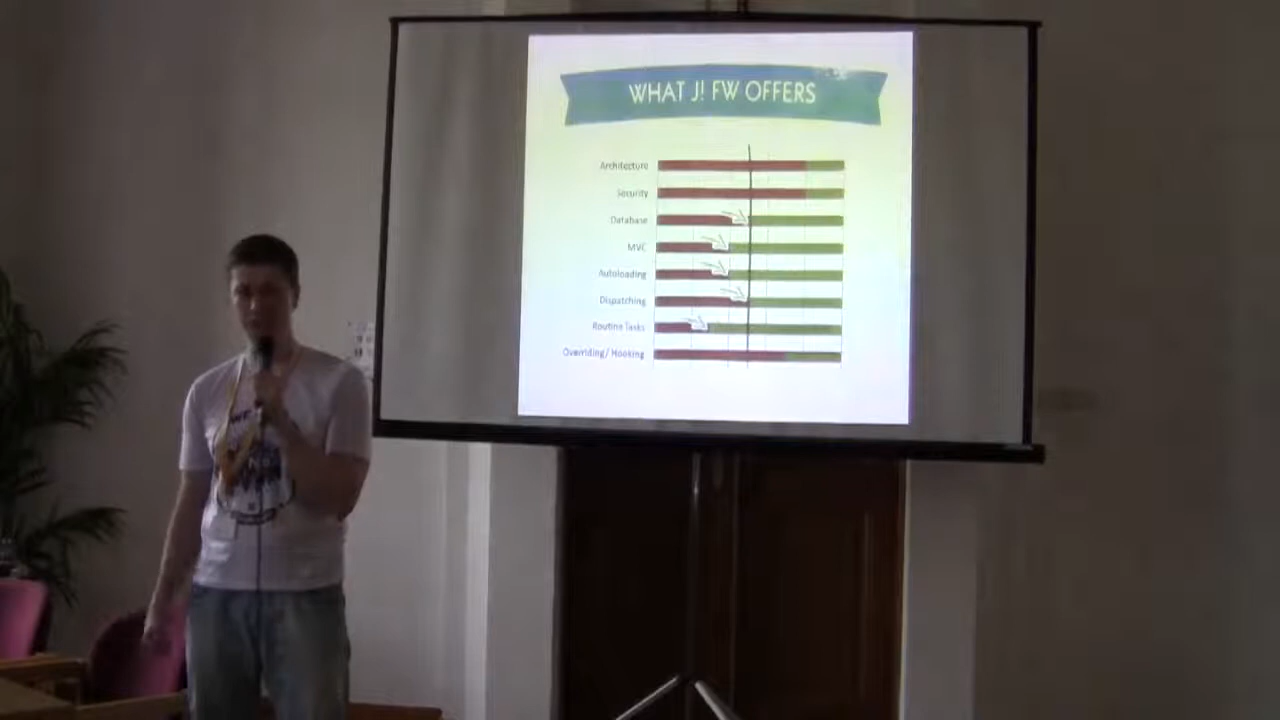 WHAT J! FW OFFERS
Architecture
Security
Database
MVC
Autoloading
Dispatching
Routine Tasks
Overriding/ Hooking